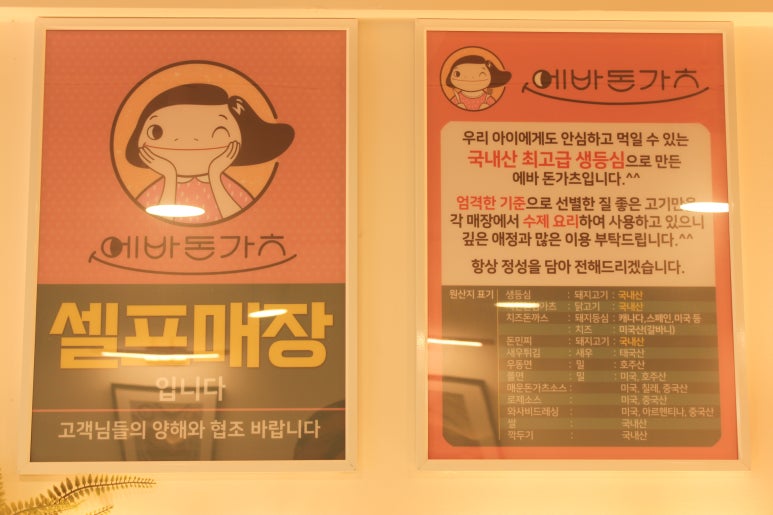 에바돈가츠
셀프매장
입니다
고객님들의 양해와 협조 바랍니다
에바돈가츠
우리 아이에게도 안심하고 먹일 수 있는
국내산 최고급 생등심으로 만든
에바 돈가츠입니다.^^
엄격한 기준으로 선별한 질 좋은 고기만을
각 매장에서 수제 요리하여 사용하고 있으니
깊은 애정과 많은 이용 부탁드립니다.^^
항상 정성을 담아 전해드리겠습니다.
원산지 표기 생등심 : 돼지고기 : 국내산
: 닭고기 : 국내산
치즈돈까스 : 돼지등심 : 캐나다,스페인,미국 등
: 치즈 : 미국산(갈바니)
돈민찌 : 돼지고기 : 국내산
새우튀김 : 새우 : 태국산
우동면 : 밀 : 호주산
쫄면 : 밀 : 미국, 호주산
매운돈가츠소스 : 미국, 칠레, 중국산
로제소스 : 미국, 중국산
와사비드레싱 : 미국, 아르헨티나, 중국산
쌀 : 국내산
깍두기 : 국내산